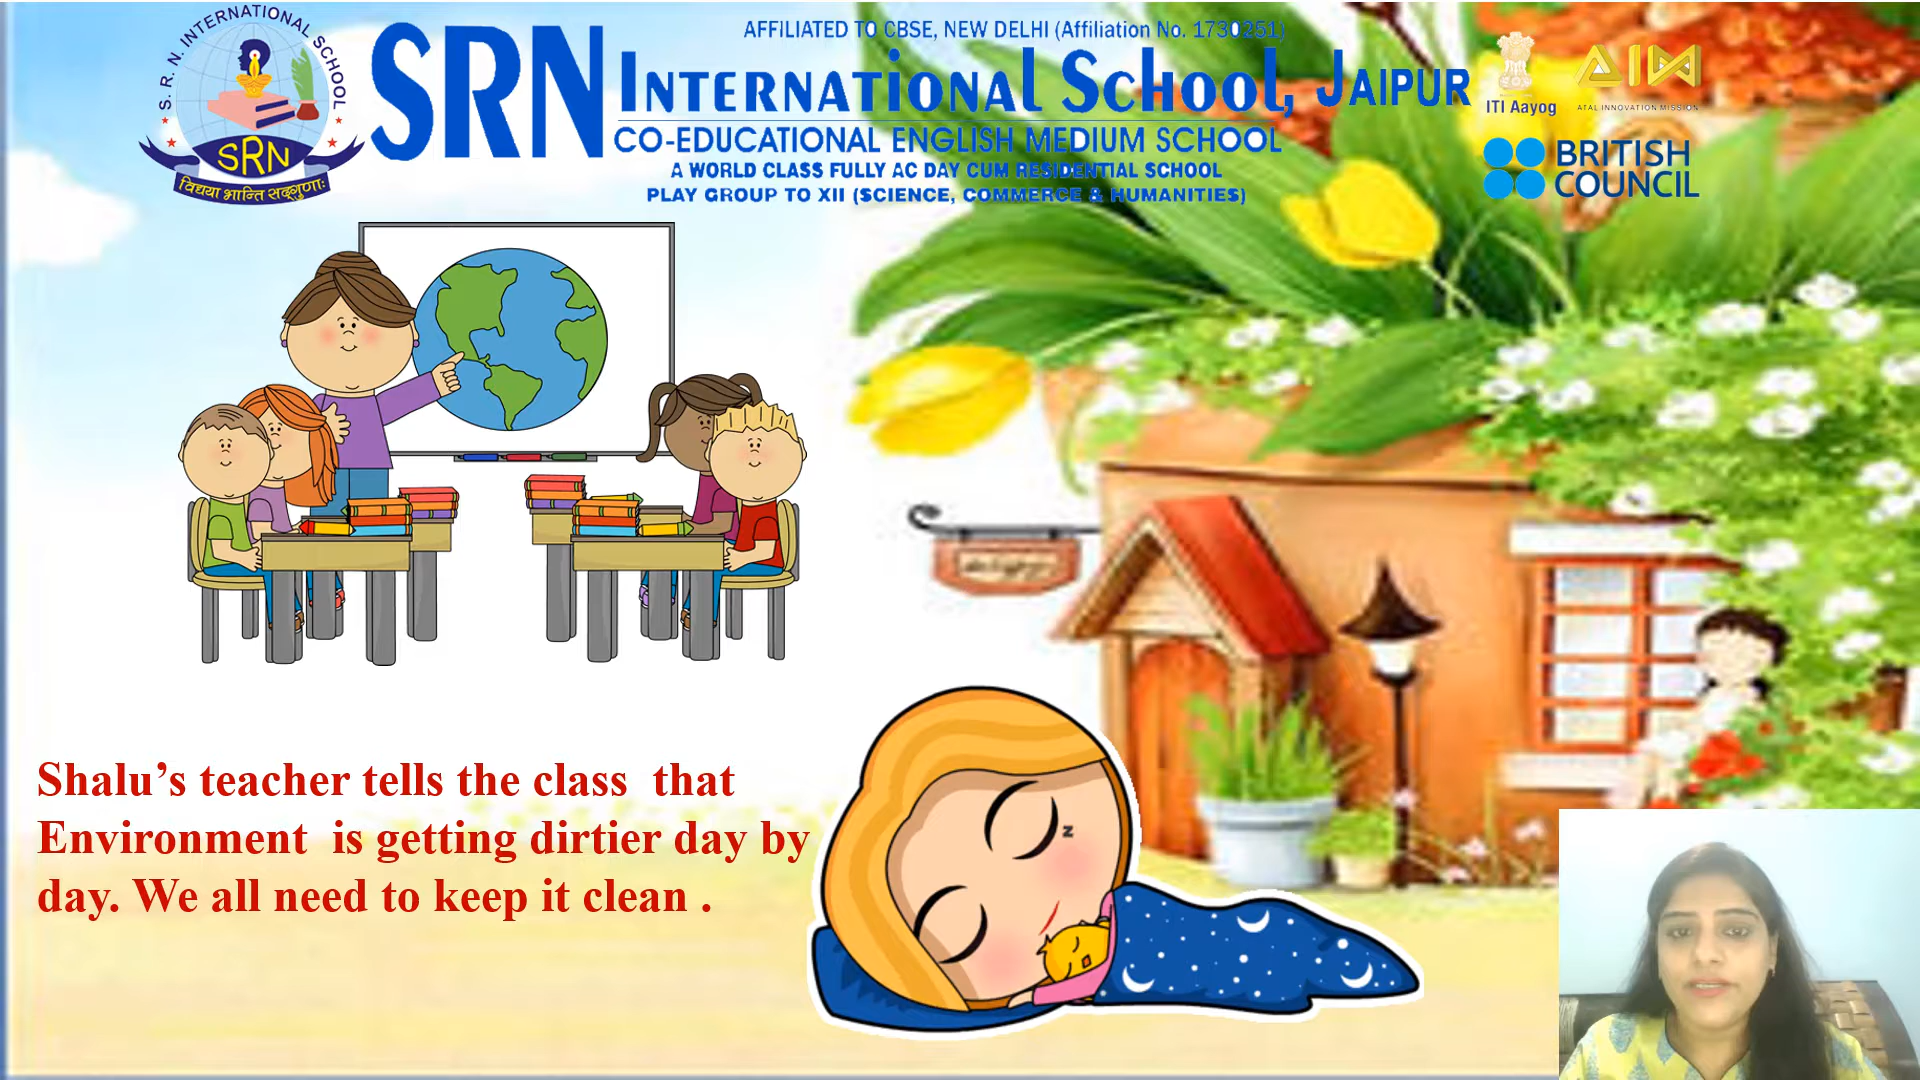 S. R. N. INTERNATIONAL SCHOOL
SRN
विद्यया भान्ति सद्गुणाः
AFFILIATED TO CBSE, NEW DELHI (Affiliation No. 1730251)
SRN INTERNATIONAL SCHOOL, JAIPUR
CO-EDUCATIONAL ENGLISH MEDIUM SCHOOL
A WORLD CLASS FULLY AC DAY CUM RESIDENTIAL SCHOOL
PLAY GROUP TO XII (SCIENCE, COMMERCE & HUMANITIES)
ITI Aayog
AIM
ATAL INNOVATION MISSION
BRITISH
COUNCIL
Shalu’s teacher tells the class that
Environment is getting dirtier day by
day. We all need to keep it clean .
z